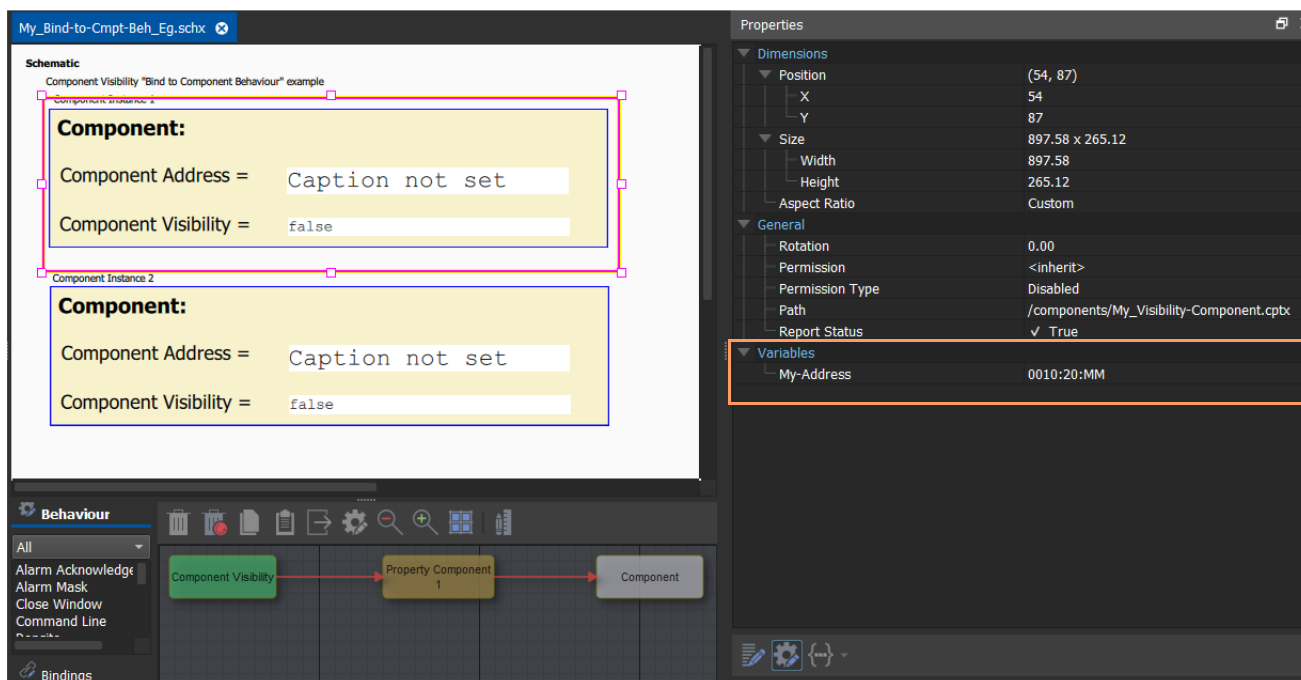 My_Bind-to-Cmpt-Beh_Eg.schx
Schematic
Component Visibility "Bind to Component Behaviour" example
Component Instance 1
Component:
Component Address = Caption not set
Component Visibility = false
Component Instance 2
Component:
Component Address = Caption not set
Component Visibility = false
Behaviour
All
Alarm Acknowledge
Alarm Mask
Close Window
Command Line
Bindings
Component Visibility
Property Component
1
Component
Properties
Dimensions
Position (54, 87)
X 54
Y 87
Size 897.58 x 265.12
Width 897.58
Height 265.12
Aspect Ratio Custom
General
Rotation 0.00
Permission <inherit>
Permission Type Disabled
Path /components/My_Visibility-Component.cptx
Report Status ✓ True
Variables
My-Address 0010:20:MM